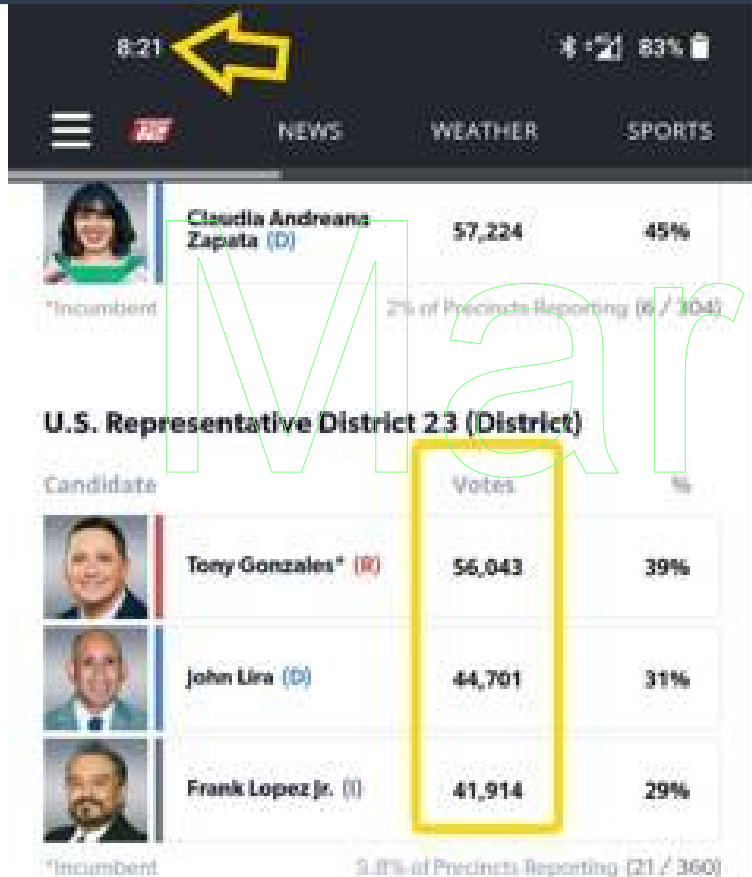 8:21
83%
NEWS WEATHER SPORTS
Claudia Andreana
Zapata (D) 57,224 45%
*Incumbent 2% of Precincts Reporting (6 / 304)
Mar
U.S. Representative District 23 (District)
Candidate Votes %
Tony Gonzales* (R) 56,043 39%
John Lira (D) 44,701 31%
Frank Lopez Jr. (I) 41,914 29%
*Incumbent 5.8% of Precincts Reporting (21 / 360)